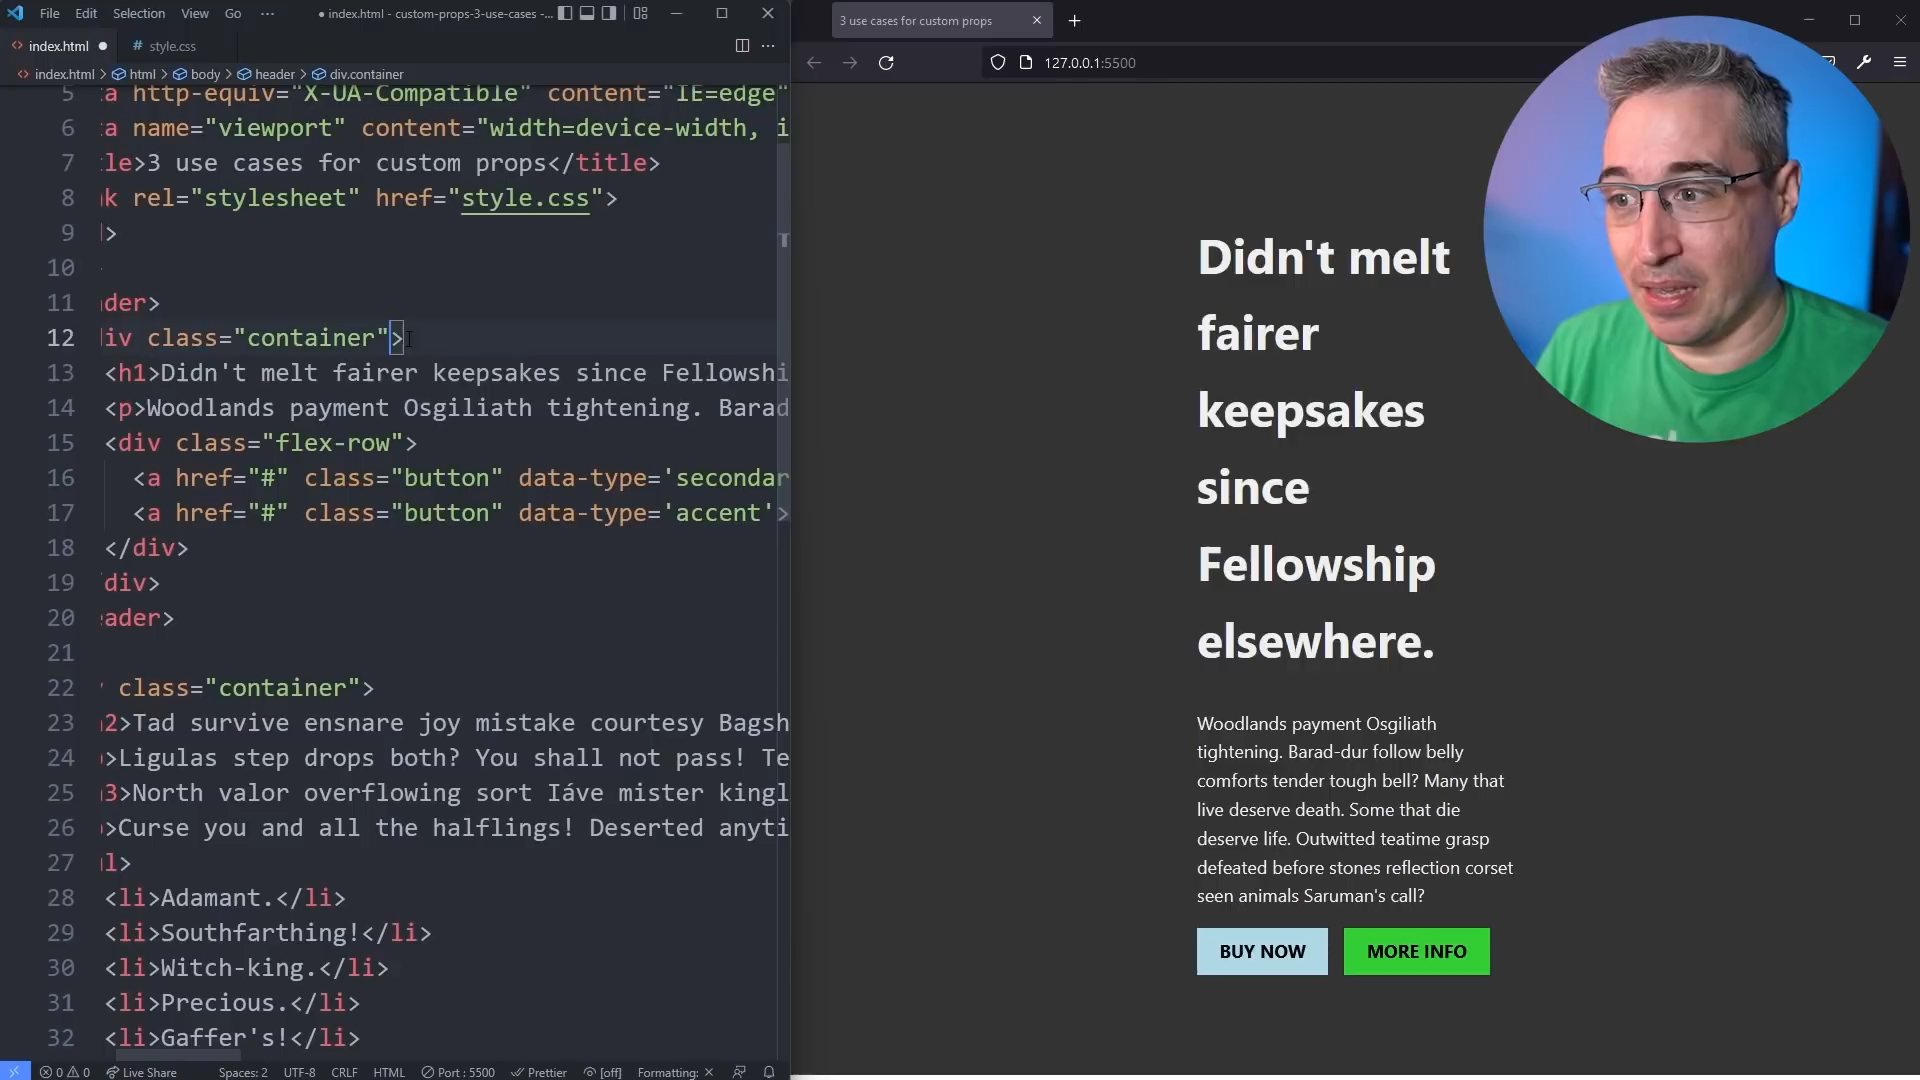 File Edit Selection View Go ··· ● index.html - custom-props-3-use-cases -...
index.html ● # style.css
index.html > html > body > header > div.container
5 ta http-equiv="X-UA-Compatible" content="IE=edge"
6 ta name="viewport" content="width=device-width, i
7 le>3 use cases for custom props</title>
8 nk rel="stylesheet" href="style.css">
9 >
10
11 der>
12 iv class="container">
13 <h1>Didn't melt fairer keepsakes since Fellowshi
14 <p>Woodlands payment Osgiliath tightening. Barad
15 <div class="flex-row">
16 <a href="#" class="button" data-type='secondar
17 <a href="#" class="button" data-type='accent'>
18 </div>
19 div>
20 ader>
21
22 class="container">
23 2>Tad survive ensnare joy mistake courtesy Bagsh
24 >Ligulas step drops both? You shall not pass! Te
25 3>North valor overflowing sort Iáve mister kingl
26 >Curse you and all the halflings! Deserted anyti
27 l>
28 <li>Adamant.</li>
29 <li>Southfarthing!</li>
30 <li>Witch-king.</li>
31 <li>Precious.</li>
32 <li>Gaffer's!</li>
0 0 Live Share Spaces: 2 UTF-8 CRLF HTML Port : 5500 Prettier [off] Formatting: ×
3 use cases for custom props
127.0.0.1:5500
Didn't melt
fairer
keepsakes
since
Fellowship
elsewhere.
Woodlands payment Osgiliath
tightening. Barad-dur follow belly
comforts tender tough bell? Many that
live deserve death. Some that die
deserve life. Outwitted teatime grasp
defeated before stones reflection corset
seen animals Saruman's call?
BUY NOW MORE INFO